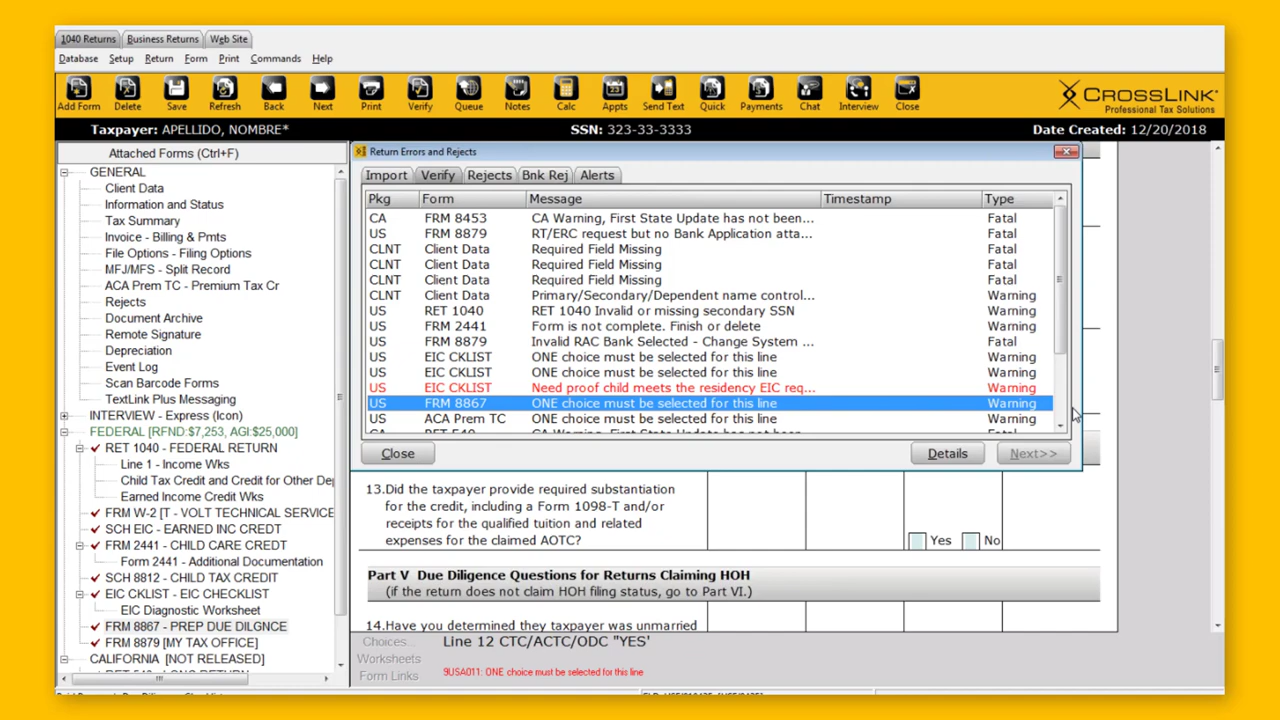 1040 Returns Business Returns Web Site
Database Setup Return Form Print Commands Help
Add Form Delete Save Refresh Back Next Print Verify Queue Notes Calc Appts Send Text Quick Payments Chat Interview Close
CROSSLINK
Professional Tax Solutions
Taxpayer: APELLIDO, NOMBRE* SSN: 323-33-3333 Date Created: 12/20/2018
Attached Forms (Ctrl+F)
GENERAL
Client Data
Information and Status
Tax Summary
Invoice - Billing & Pmts
File Options - Filing Options
MFJ/MFS - Split Record
ACA Prem TC - Premium Tax Cr
Rejects
Document Archive
Remote Signature
Depreciation
Event Log
Scan Barcode Forms
TextLink Plus Messaging
INTERVIEW - Express (Icon)
FEDERAL [RFND:$7,253, AGI:$25,000]
RET 1040 - FEDERAL RETURN
Line 1 - Income Wks
Child Tax Credit and Credit for Other De
Earned Income Credit Wks
FRM W-2 [T - VOLT TECHNICAL SERVICE
SCH EIC - EARNED INC CREDT
FRM 2441 - CHILD CARE CREDT
Form 2441 - Additional Documentation
SCH 8812 - CHILD TAX CREDIT
EIC CKLIST - EIC CHECKLIST
EIC Diagnostic Worksheet
FRM 8867 - PREP DUE DILGNCE
FRM 8879 [MY TAX OFFICE]
CALIFORNIA [NOT RELEASED]
Return Errors and Rejects
Import Verify Rejects Bnk Rej Alerts
Pkg Form Message Timestamp Type
CA FRM 8453 CA Warning, First State Update has not been... Fatal
US FRM 8879 RT/ERC request but no Bank Application atta... Fatal
CLNT Client Data Required Field Missing Fatal
CLNT Client Data Required Field Missing Fatal
CLNT Client Data Required Field Missing Fatal
CLNT Client Data Primary/Secondary/Dependent name control... Warning
US RET 1040 RET 1040 Invalid or missing secondary SSN Warning
US FRM 2441 Form is not complete. Finish or delete Warning
US FRM 8879 Invalid RAC Bank Selected - Change System ... Fatal
US EIC CKLIST ONE choice must be selected for this line Warning
US EIC CKLIST ONE choice must be selected for this line Warning
US EIC CKLIST Need proof child meets the residency EIC req... Warning
US FRM 8867 ONE choice must be selected for this line Warning
US ACA Prem TC ONE choice must be selected for this line Warning
Close Details Next>>
13.Did the taxpayer provide required substantiation
for the credit, including a Form 1098-T and/or
receipts for the qualified tuition and related
expenses for the claimed AOTC? Yes No
Part V Due Diligence Questions for Returns Claiming HOH
(if the return does not claim HOH filing status, go to Part VI.)
14.Have you determined they taxpayer was unmarried
Choices... Line 12 CTC/ACTC/ODC "YES'
Worksheets
Form Links 9USA011: ONE choice must be selected for this line